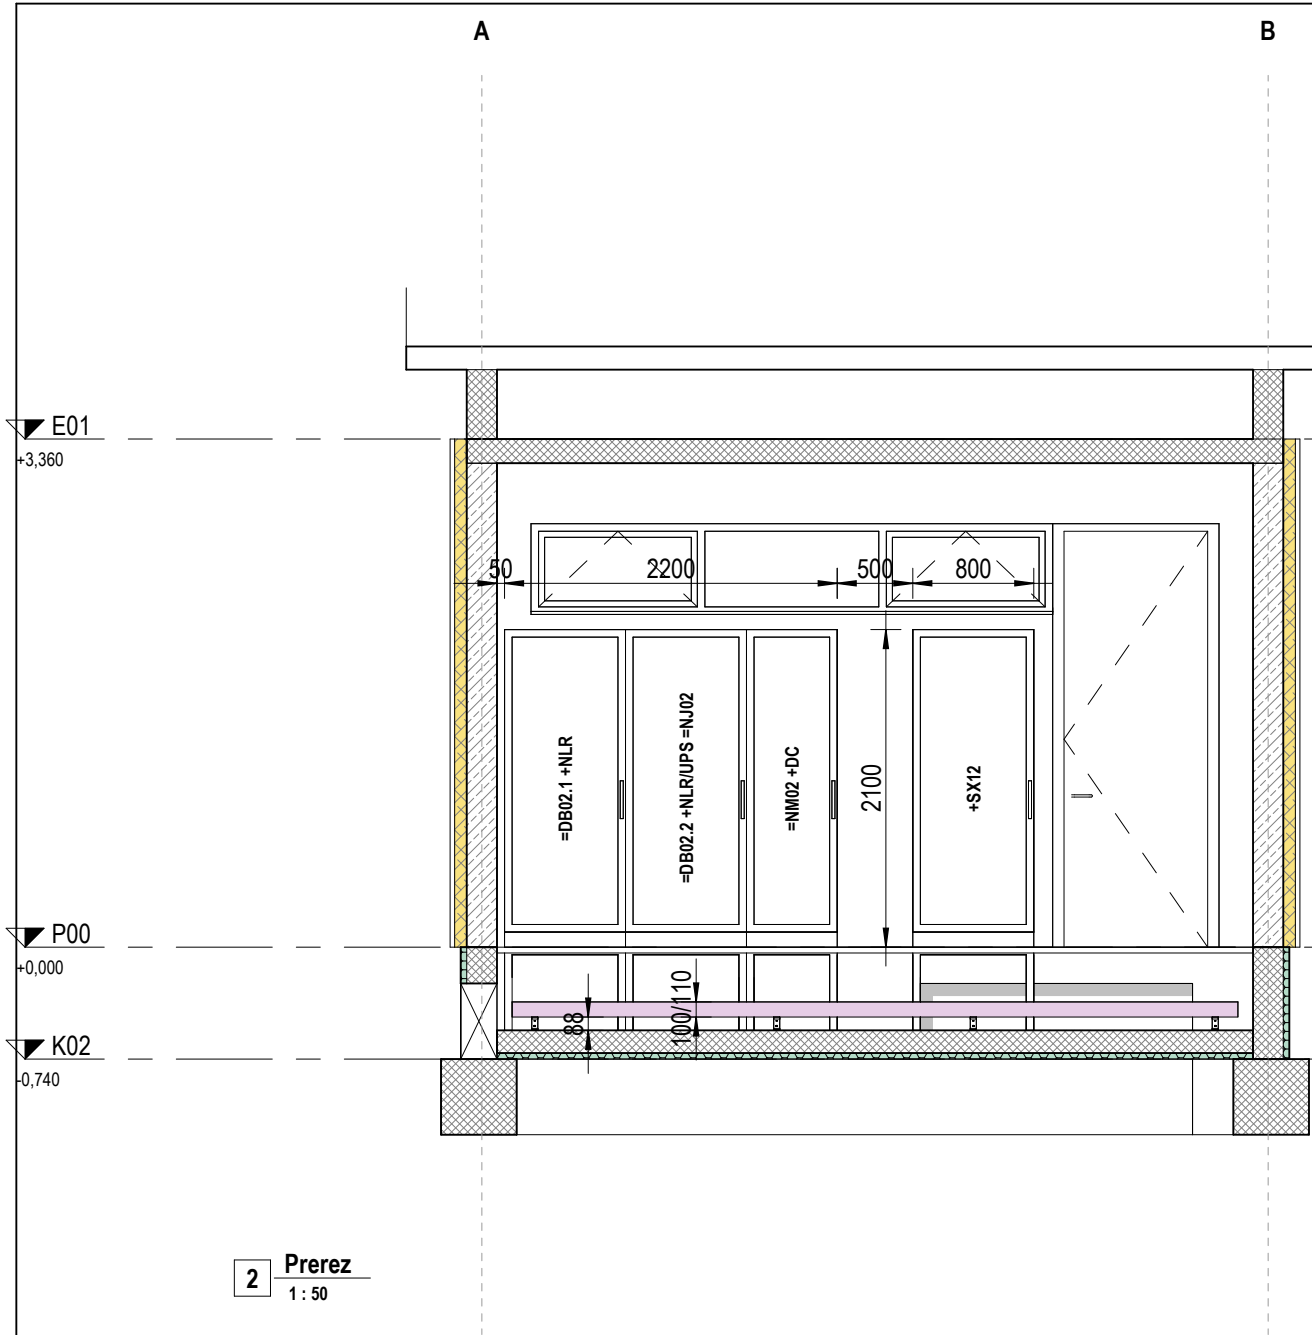 A
B
E01
+3,360
50
2200
500
800
=DB02.1 +NLR
=DB02.2 +NLR/UPS =NJ02
=NM02 +DC
2100
+SX12
P00
+0,000
88
100/110
K02
-0,740
2
Prerez
1 : 50